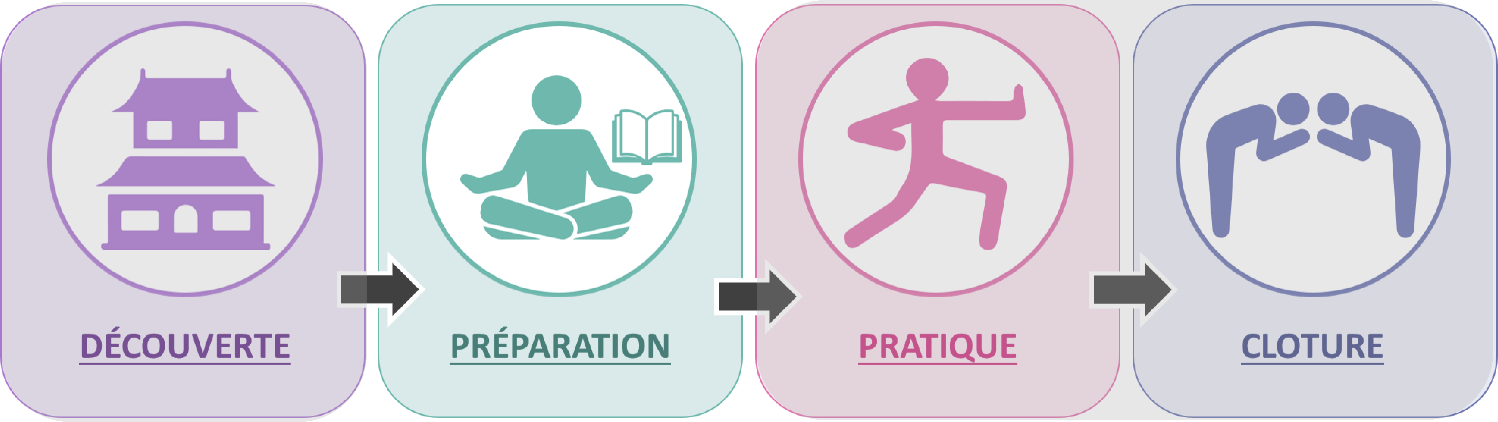 DÉCOUVERTE
PRÉPARATION
PRATIQUE
CLOTURE